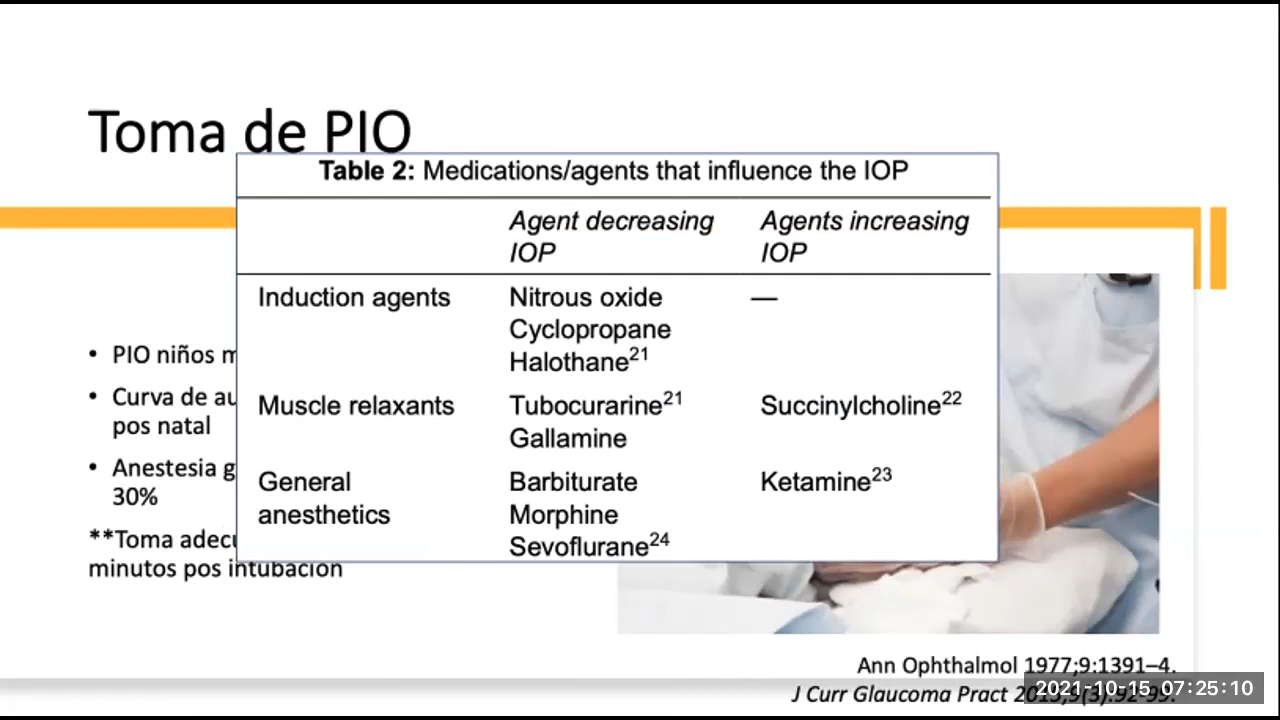 Toma de PIO
Table 2: Medications/agents that influence the IOP
Agent decreasing IOP
Agents increasing IOP
Induction agents
Nitrous oxide
—
Cyclopropane
Halothane21
Muscle relaxants
Tubocurarine21
Succinylcholine22
Gallamine
General anesthetics
Barbiturate
Ketamine23
Morphine
Sevoflurane24
• PIO niños
• Curva de
pos natal
• Anestesia
30%
**Toma
minutos pos intubación
Ann Ophthalmol 1977;9:1391–4.
J Curr Glaucoma Pract
2021-10-15 07:25:10